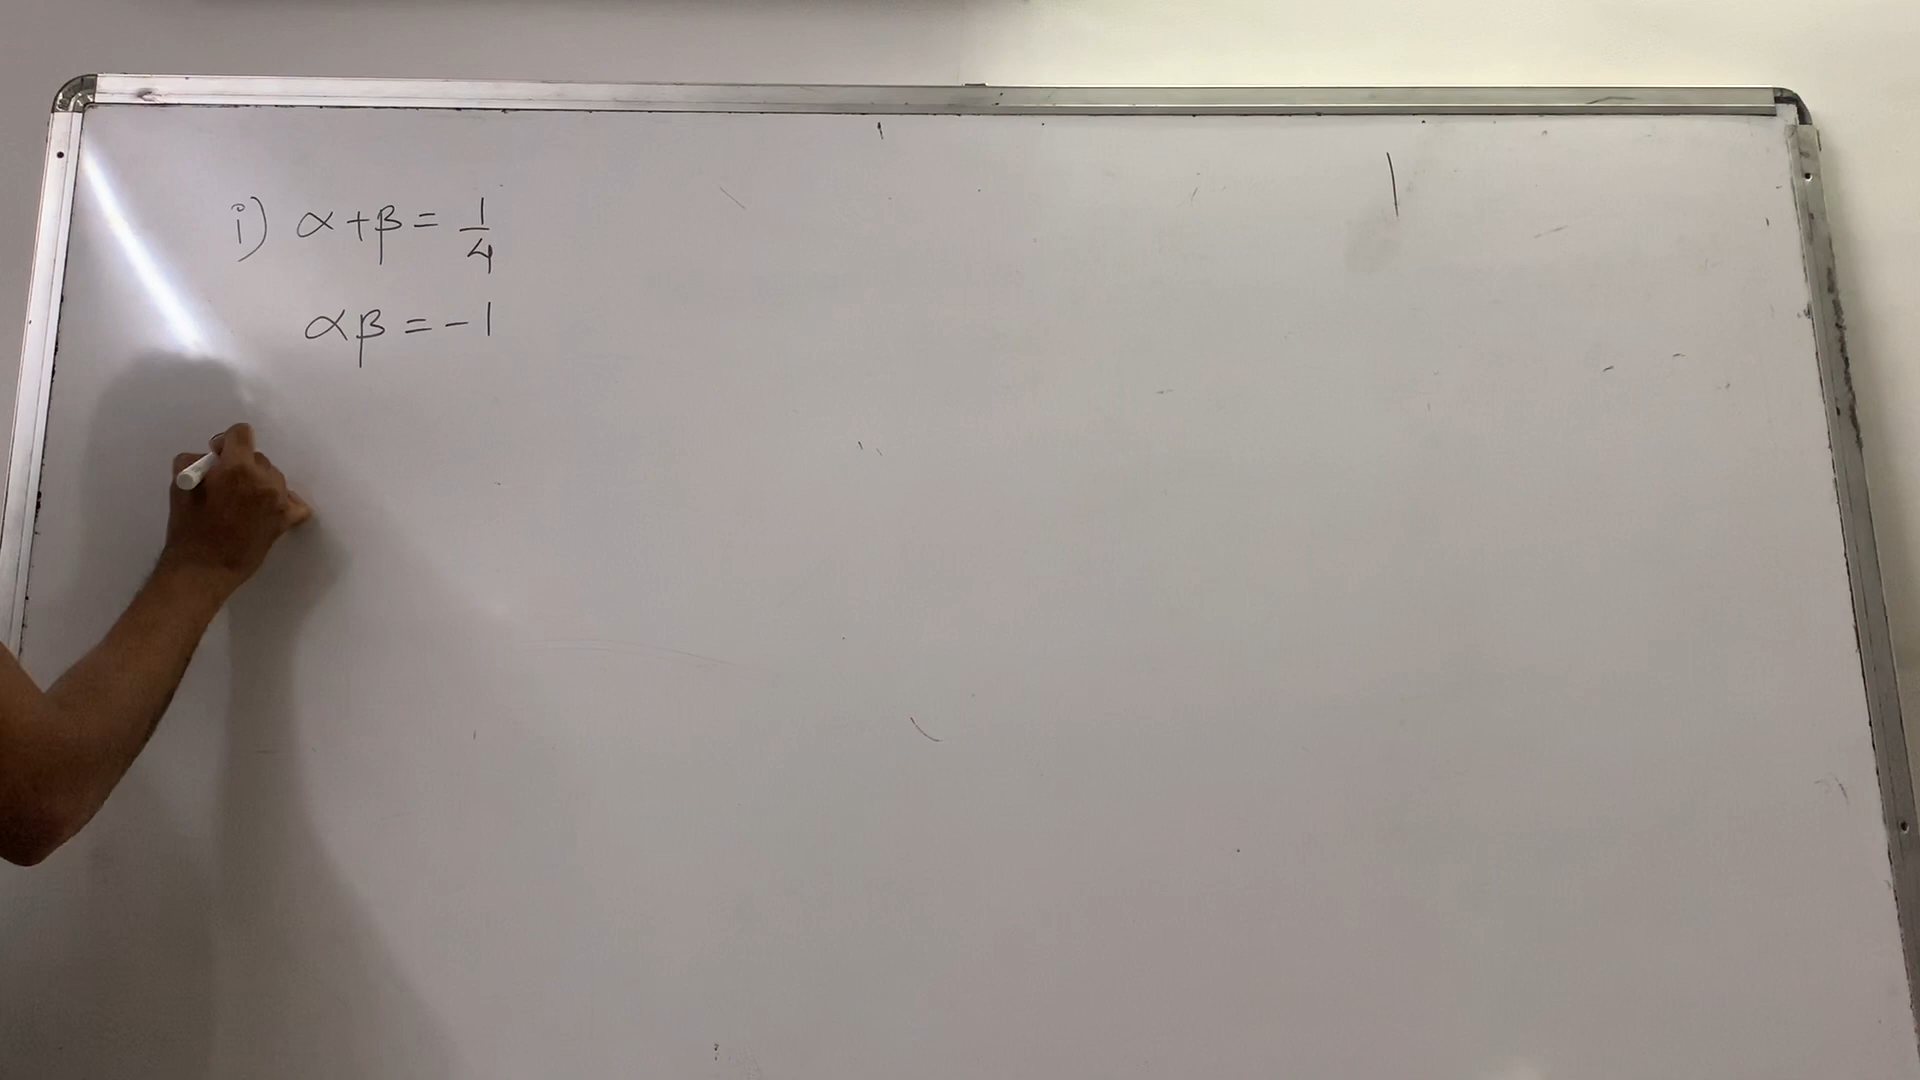 i) α+β = 1/4
αβ = -1